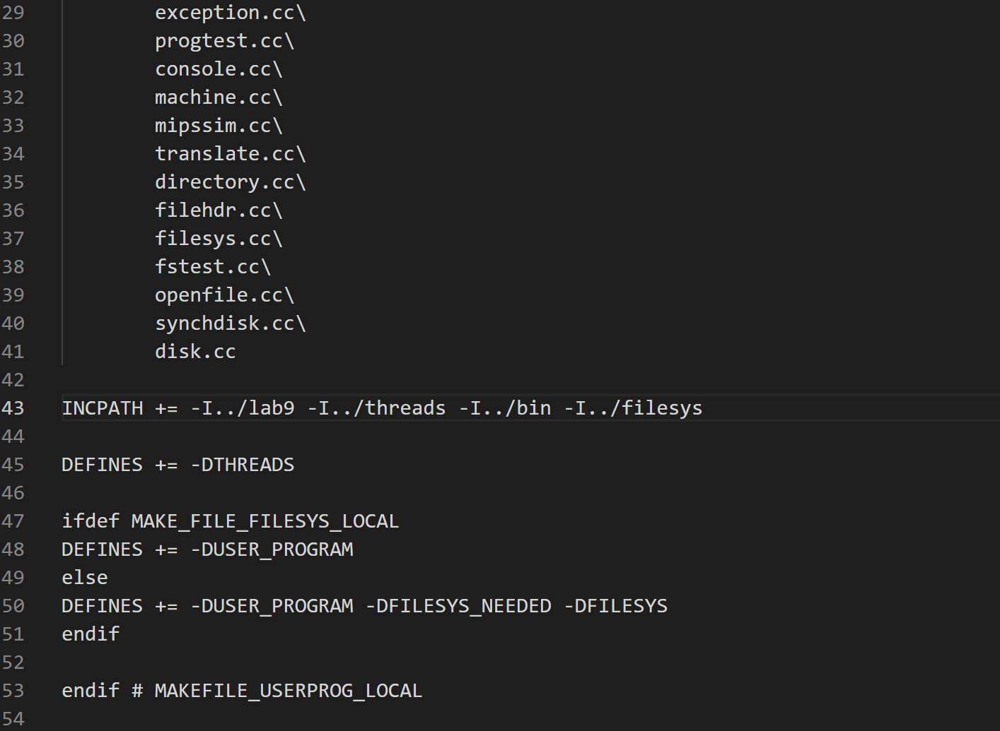 29 exception.cc\
30 progtest.cc\
31 console.cc\
32 machine.cc\
33 mipssim.cc\
34 translate.cc\
35 directory.cc\
36 filehdr.cc\
37 filesys.cc\
38 fstest.cc\
39 openfile.cc\
40 synchdisk.cc\
41 disk.cc
42
43 INCPATH += -I../lab9 -I../threads -I../bin -I../filesys
44
45 DEFINES += -DTHREADS
46
47 ifdef MAKE_FILE_FILESYS_LOCAL
48 DEFINES += -DUSER_PROGRAM
49 else
50 DEFINES += -DUSER_PROGRAM -DFILESYS_NEEDED -DFILESYS
51 endif
52
53 endif # MAKEFILE_USERPROG_LOCAL
54